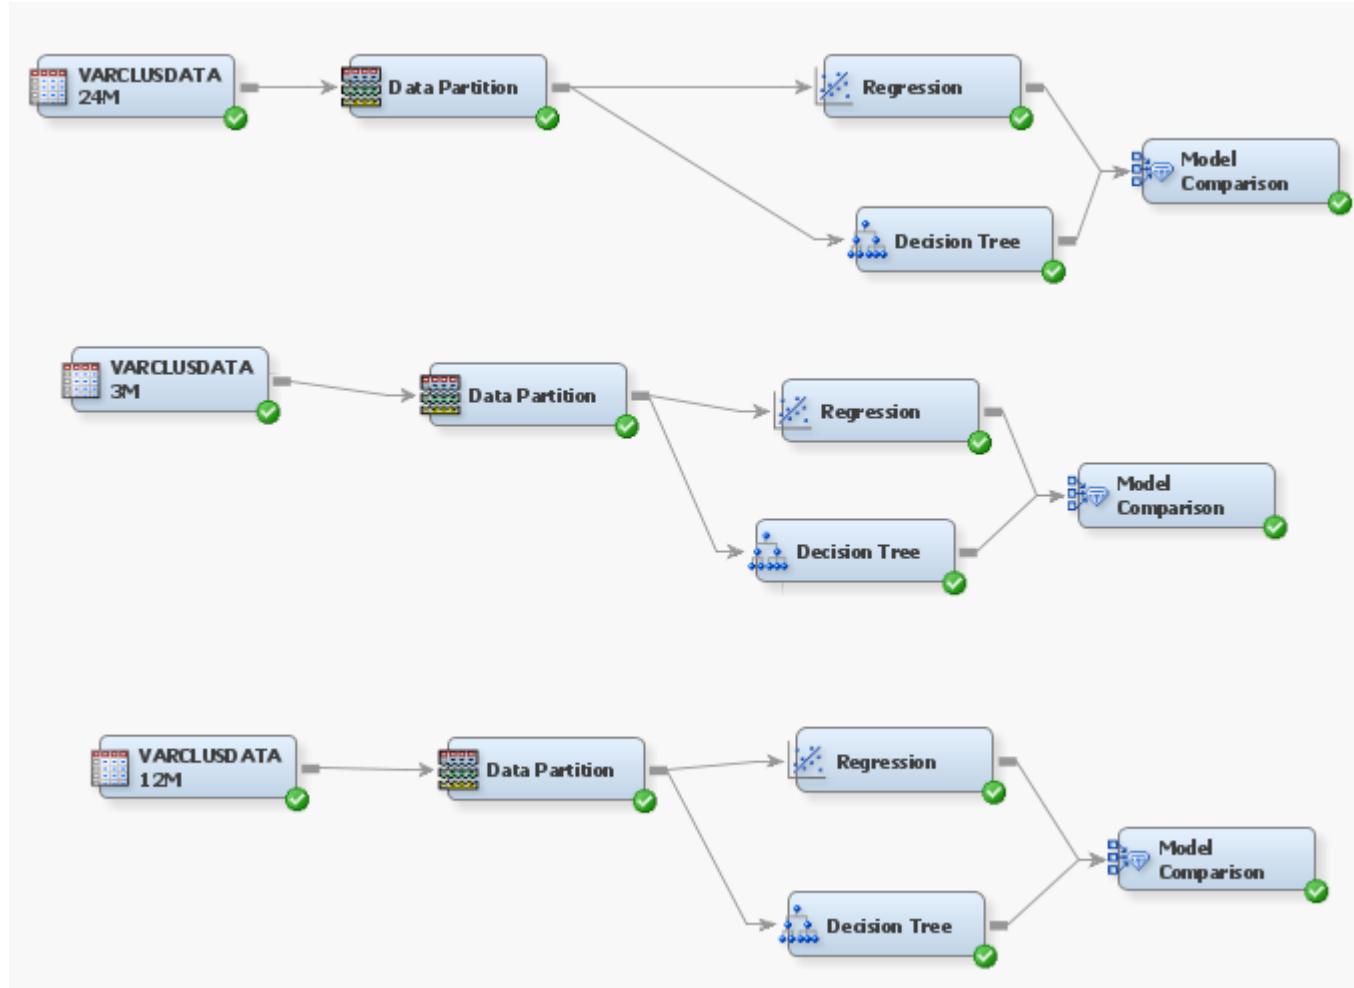 VARCLUSDATA
24M
Data Partition
Regression
Model
Comparison
Decision Tree
VARCLUSDATA
3M
Data Partition
Regression
Model
Comparison
Decision Tree
VARCLUSDATA
12M
Data Partition
Regression
Model
Comparison
Decision Tree